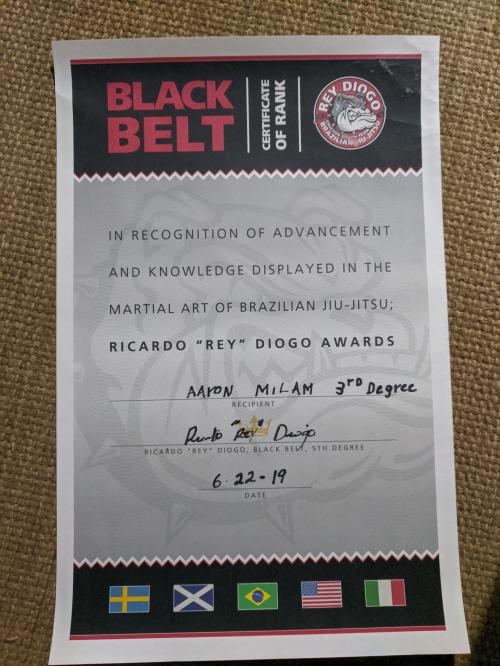 BLACK
BELT
CERTIFICATE
OF RANK
REY DIOGO
BRAZILIAN JIU-JITSU
IN RECOGNITION OF ADVANCEMENT
AND KNOWLEDGE DISPLAYED IN THE
MARTIAL ART OF BRAZILIAN JIU-JITSU;
RICARDO "REY" DIOGO AWARDS
AARON MILAM 3RD Degree
RECIPIENT
"REY" Diogo
RICARDO "REY" DIOGO, BLACK BELT, 5TH DEGREE
6-22-19
DATE